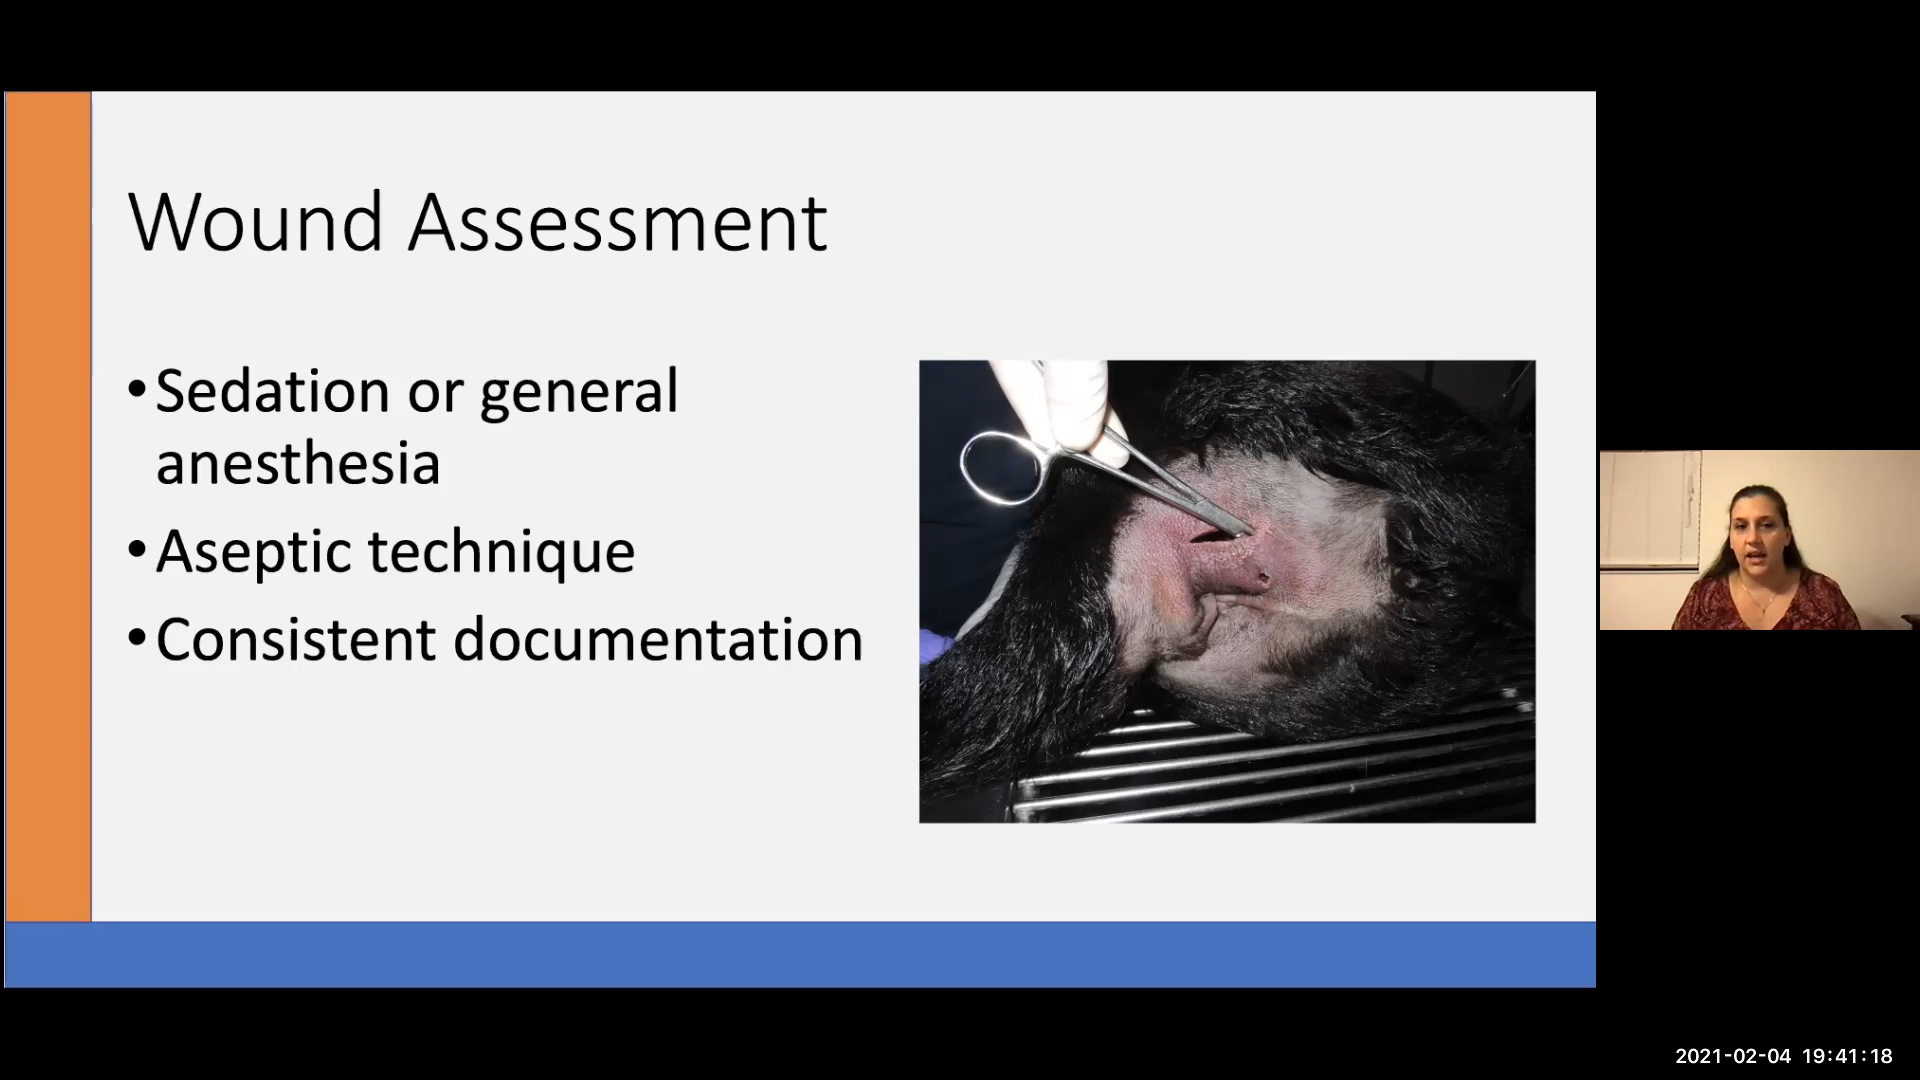 Wound Assessment
•Sedation or general
anesthesia
•Aseptic technique
•Consistent documentation
2021-02-04 19:41:18